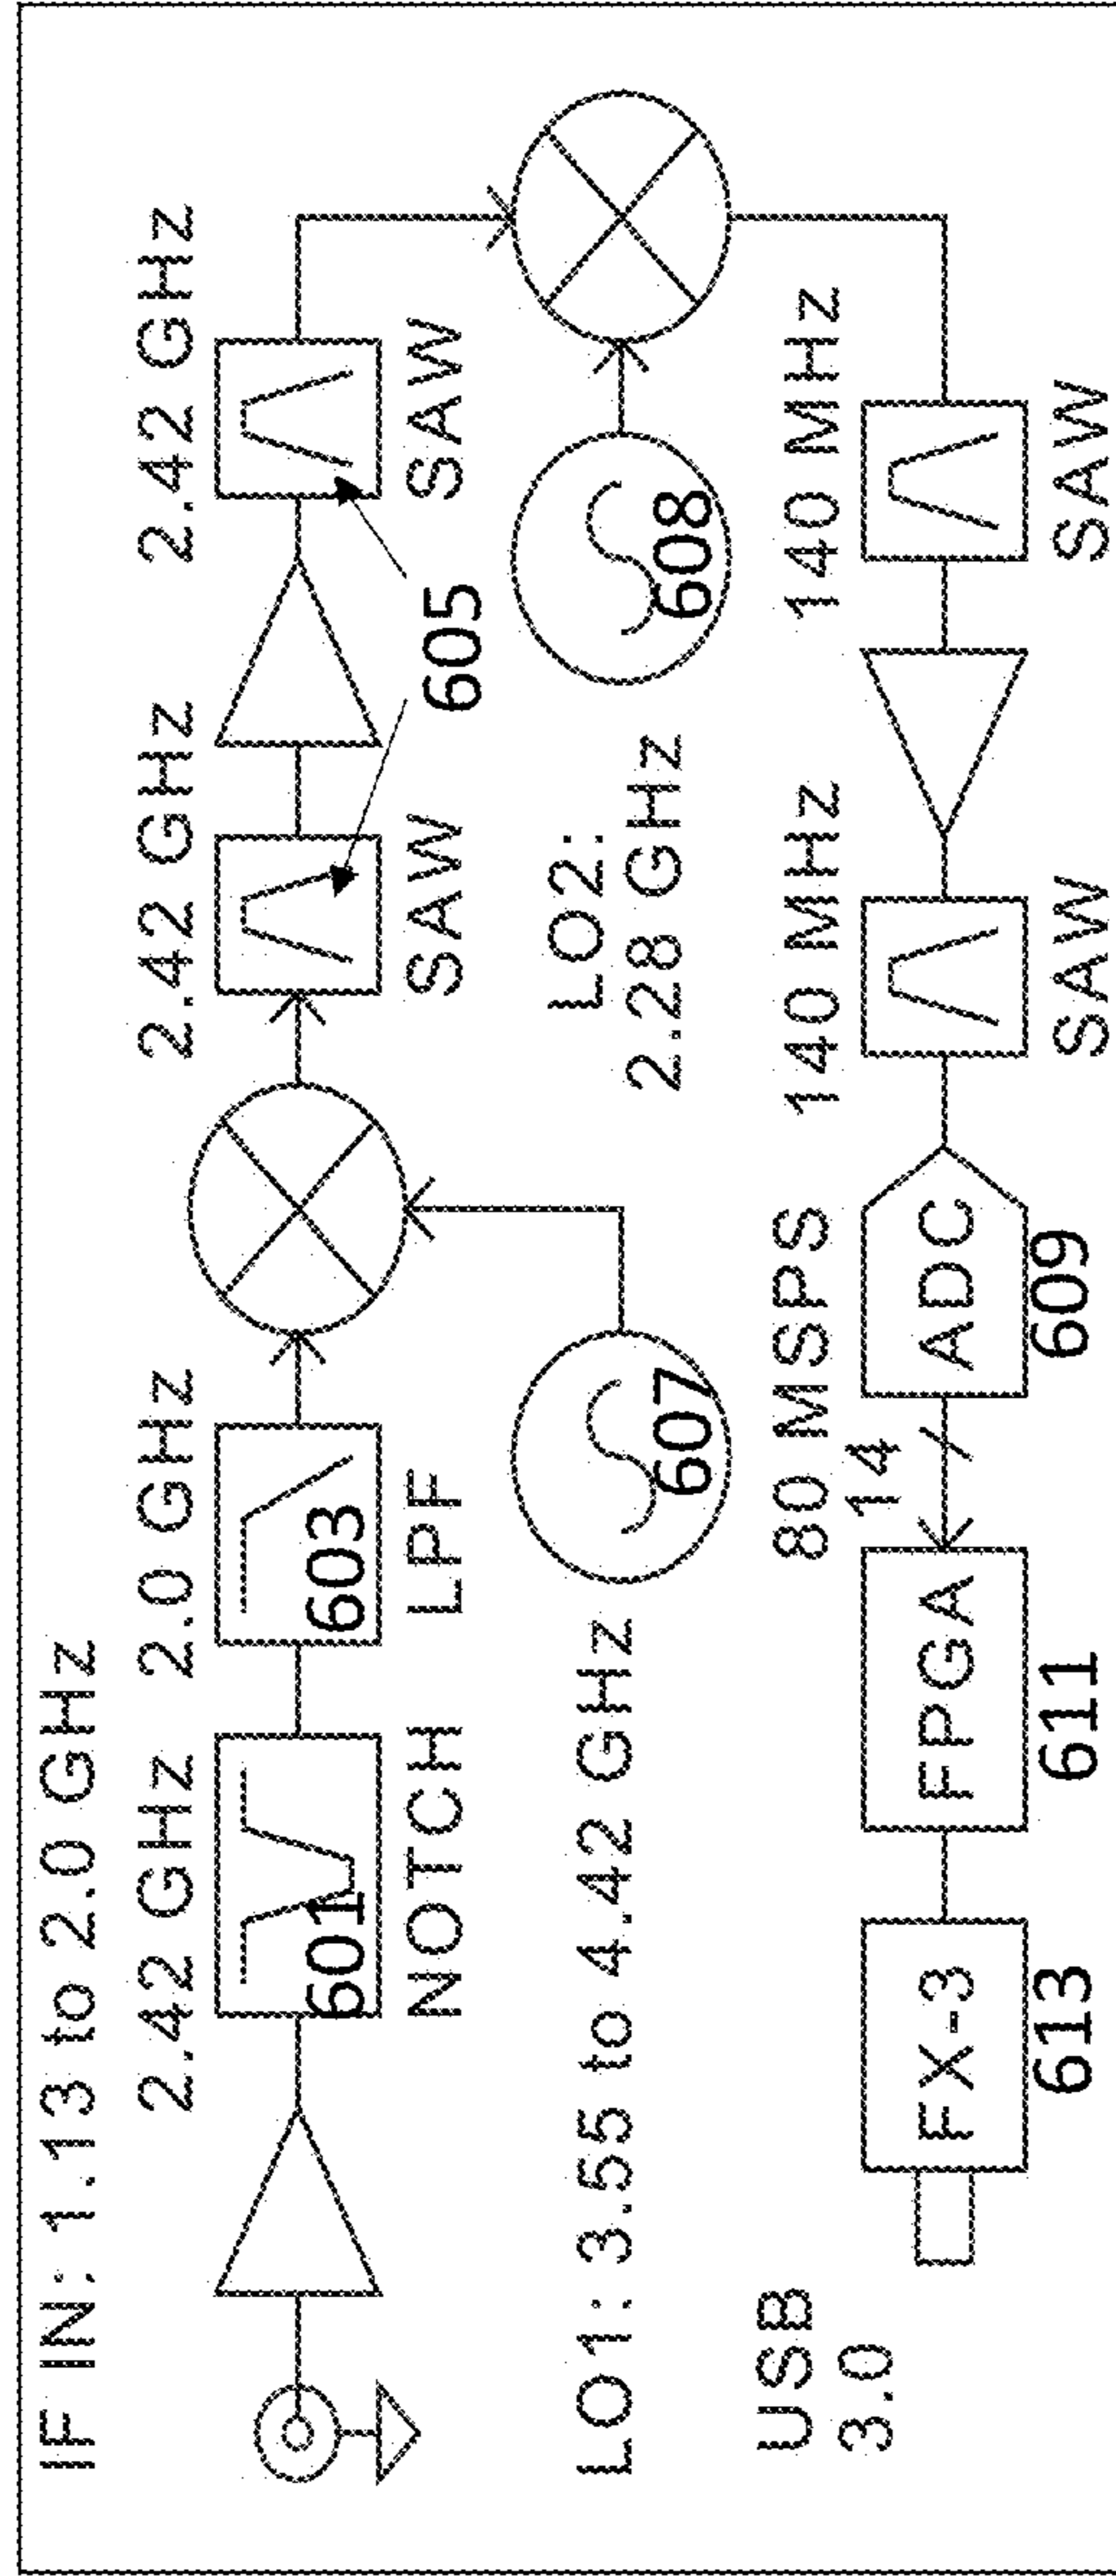 IF IN: 1.13 to 2.0 GHz
2.42 GHz 2.0 GHz 2.42 GHz 2.42 GHz
601 603
NOTCH LPF SAW SAW
605
LO1: 3.55 to 4.42 GHz
607
LO2:
2.28 GHz
608
USB
3.0
80 MSPS 140 MHz 140 MHz
14
FX-3 FPGA ADC
613 611 609
SAW SAW